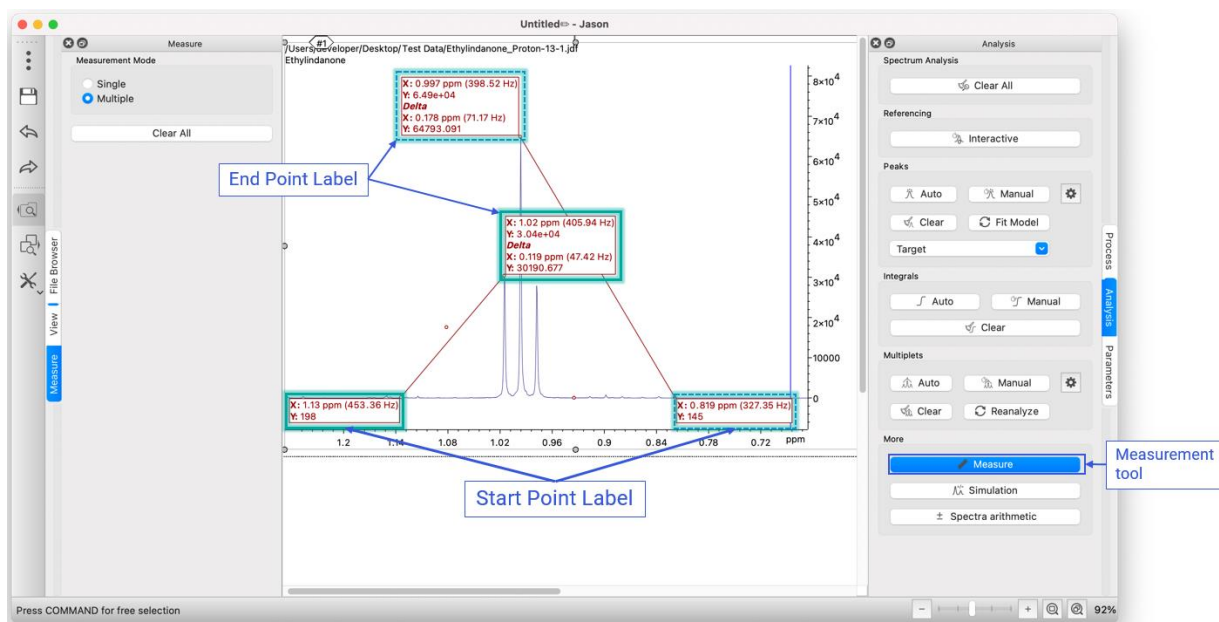 Untitled - Jason
Measure
Measurement Mode
Single
Multiple
Clear All
File Browser
View
Measure
#1
/Users/developer/Desktop/Test Data/Ethylindanone_Proton-13-1.jdf
Ethylindanone
X: 0.997 ppm (398.52 Hz)
Y: 6.49e+04
Delta
X: 0.178 ppm (71.17 Hz)
Y: 64793.091
End Point Label
X: 1.02 ppm (405.94 Hz)
Y: 3.04e+04
Delta
X: 0.119 ppm (47.42 Hz)
Y: 30190.677
X: 1.13 ppm (453.36 Hz)
Y: 198
X: 0.819 ppm (327.35 Hz)
Y: 145
8×10⁴
7×10⁴
6×10⁴
5×10⁴
4×10⁴
3×10⁴
2×10⁴
10000
0
1.2 1.14 1.08 1.02 0.96 0.9 0.84 0.78 0.72 ppm
Start Point Label
Analysis
Spectrum Analysis
Clear All
Referencing
Interactive
Peaks
Auto Manual
Clear Fit Model
Target
Integrals
Auto Manual
Clear
Multiplets
Auto Manual
Clear Reanalyze
More
Measure
Simulation
± Spectra arithmetic
Process
Analysis
Parameters
Measurement
tool
Press COMMAND for free selection
92%